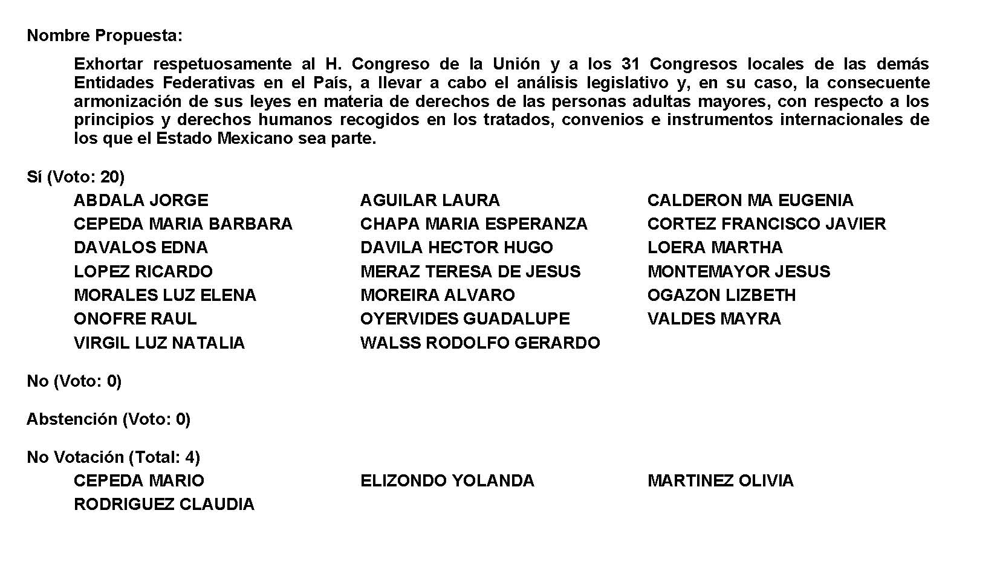 Nombre Propuesta:
Exhortar respetuosamente al H. Congreso de la Unión y a los 31 Congresos locales de las demás
Entidades Federativas en el País, a llevar a cabo el análisis legislativo y, en su caso, la consecuente
armonización de sus leyes en materia de derechos de las personas adultas mayores, con respecto a los
principios y derechos humanos recogidos en los tratados, convenios e instrumentos internacionales de
los que el Estado Mexicano sea parte.
Sí (Voto: 20)
ABDALA JORGE AGUILAR LAURA CALDERON MA EUGENIA
CEPEDA MARIA BARBARA CHAPA MARIA ESPERANZA CORTEZ FRANCISCO JAVIER
DAVALOS EDNA DAVILA HECTOR HUGO LOERA MARTHA
LOPEZ RICARDO MERAZ TERESA DE JESUS MONTEMAYOR JESUS
MORALES LUZ ELENA MOREIRA ALVARO OGAZON LIZBETH
ONOFRE RAUL OYERVIDES GUADALUPE VALDES MAYRA
VIRGIL LUZ NATALIA WALSS RODOLFO GERARDO
No (Voto: 0)
Abstención (Voto: 0)
No Votación (Total: 4)
CEPEDA MARIO ELIZONDO YOLANDA MARTINEZ OLIVIA
RODRIGUEZ CLAUDIA